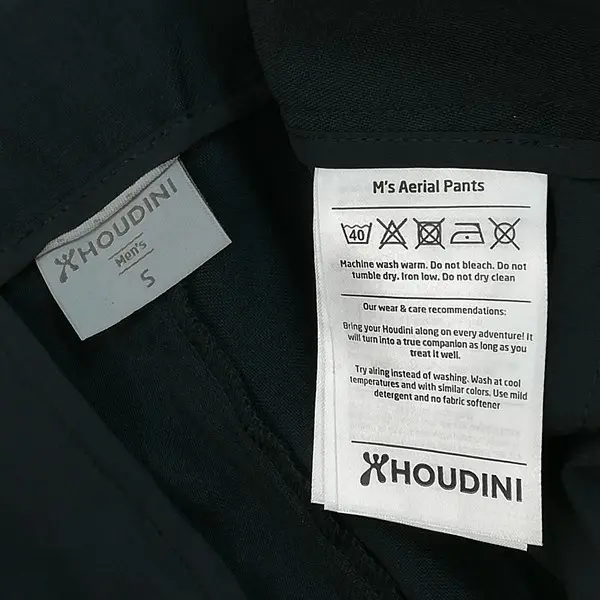 HOUDINI
Men's
S
M's Aerial Pants
40
Machine wash warm. Do not bleach. Do not
tumble dry. Iron low. Do not dry clean
Our wear & care recommendations:
Bring your Houdini along on every adventure! It
will turn into a true companion as long as you
treat it well.
Try airing instead of washing. Wash at cool
temperatures and with similar colors. Use mild
detergent and no fabric softener
HOUDINI